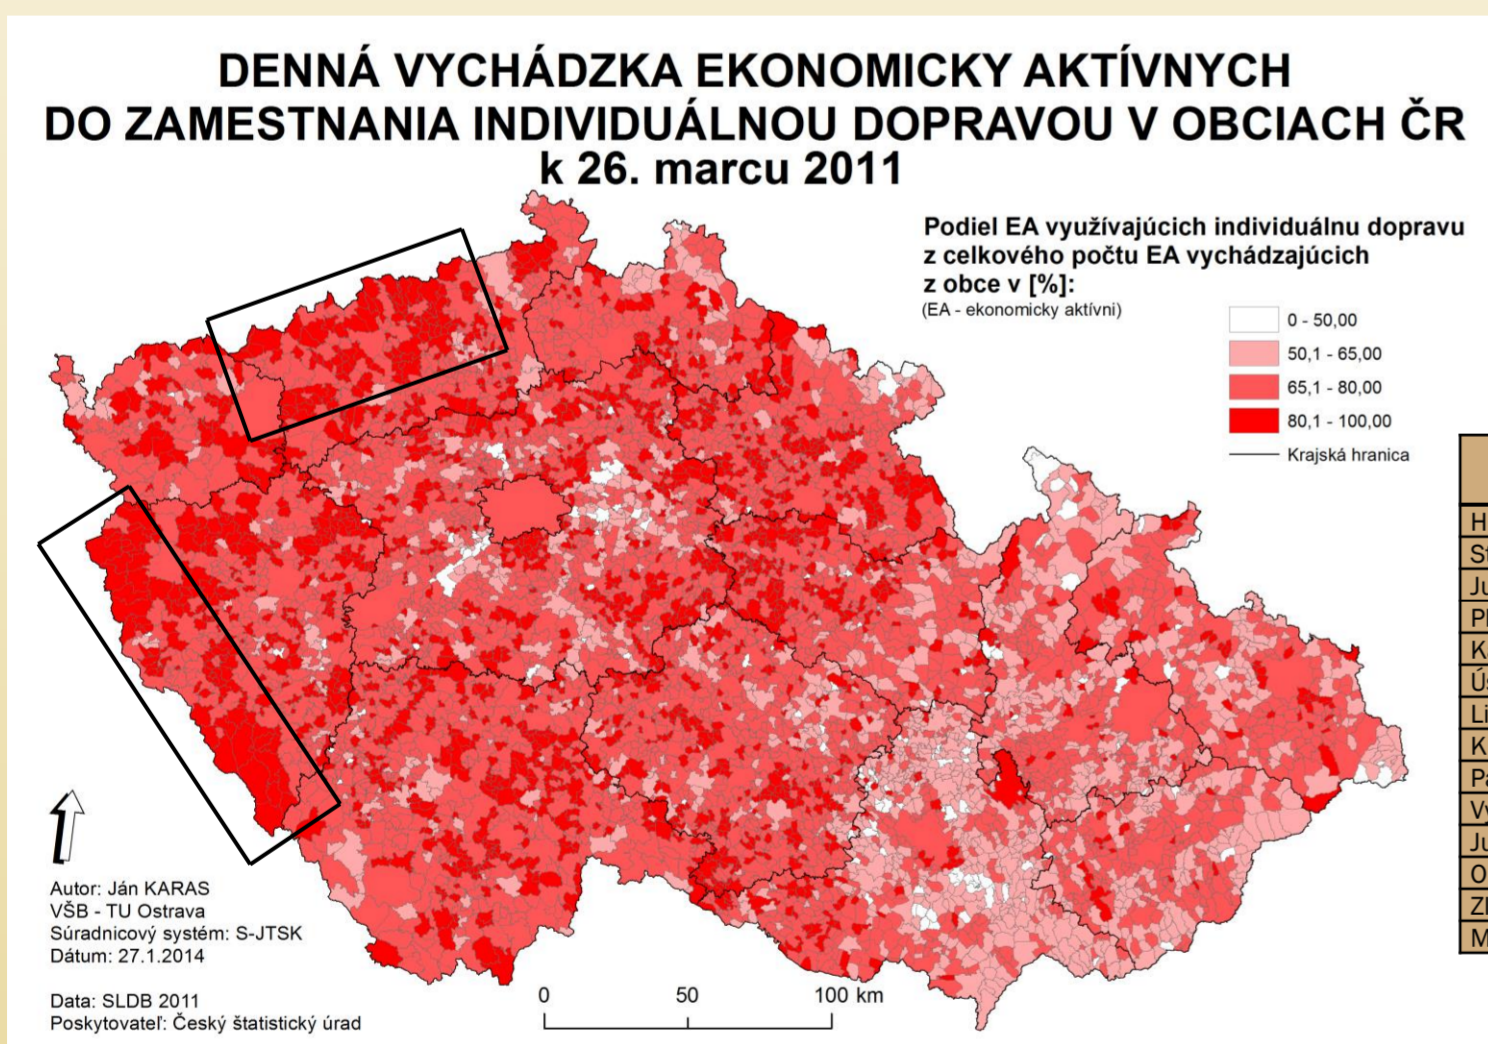 DENNÁ VYCHÁDZKA EKONOMICKY AKTÍVNYCH
DO ZAMESTNANIA INDIVIDUÁLNOU DOPRAVOU V OBCIACH ČR
k 26. marcu 2011
Podiel EA využívajúcich individuálnu dopravu
z celkového počtu EA vychádzajúcich
z obce v [%]:
(EA - ekonomicky aktívni)
0 - 50,00
50,1 - 65,00
65,1 - 80,00
80,1 - 100,00
Krajská hranica
Autor: Ján KARAS
VŠB - TU Ostrava
Súradnicový systém: S-JTSK
Dátum: 27.1.2014
Data: SLDB 2011
Poskytovateľ: Český štatistický úrad
0 50 100 km